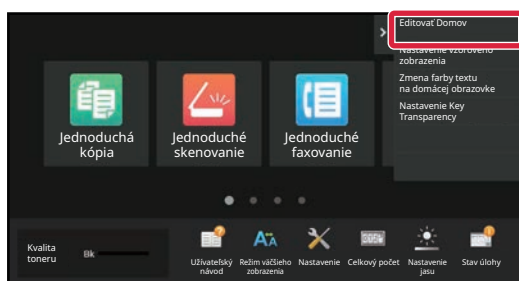 Editovať Domov
Nastavenie vzorového
zobrazenia
Zmena farby textu
na domácej obrazovke
Nastavenie Key
Transparency
Jednoduchá
kópia
Jednoduché
skenovanie
Jednoduché
faxovanie
Kvalita
toneru
Bk
Užívateľský
návod
Režim väčšieho
zobrazenia
Nastavenie
Celkový počet
Nastavenie
jasu
Stav úlohy